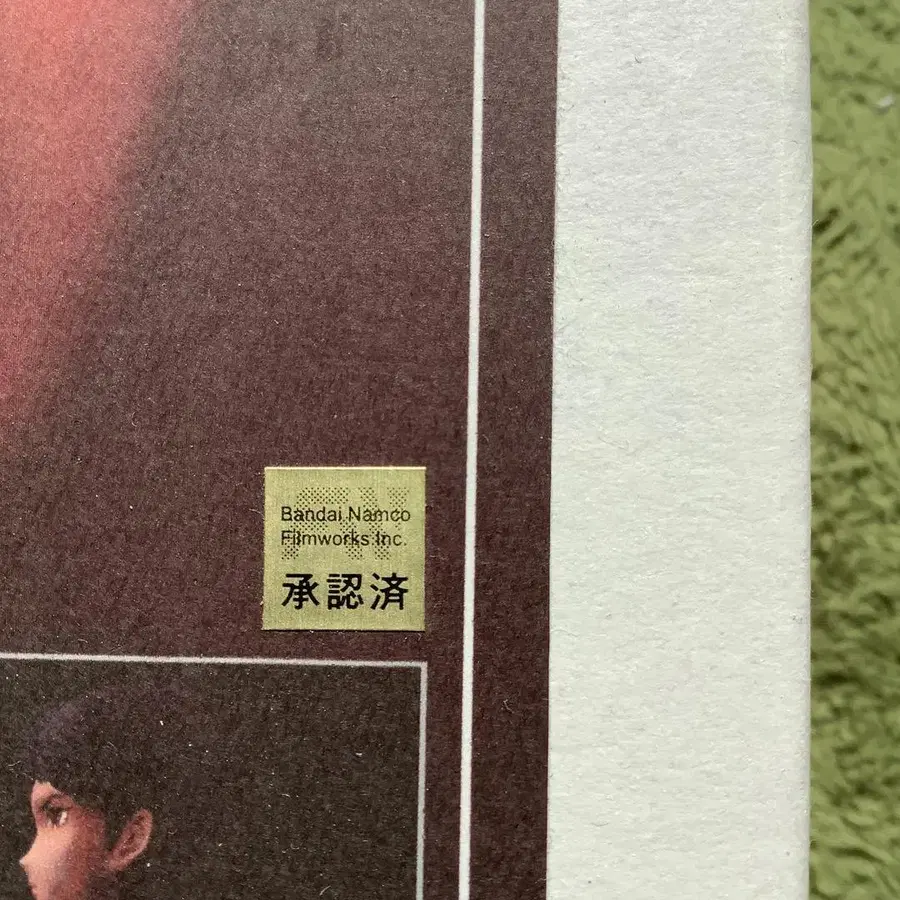 Bandai Namco
Filmworks Inc.
承認済